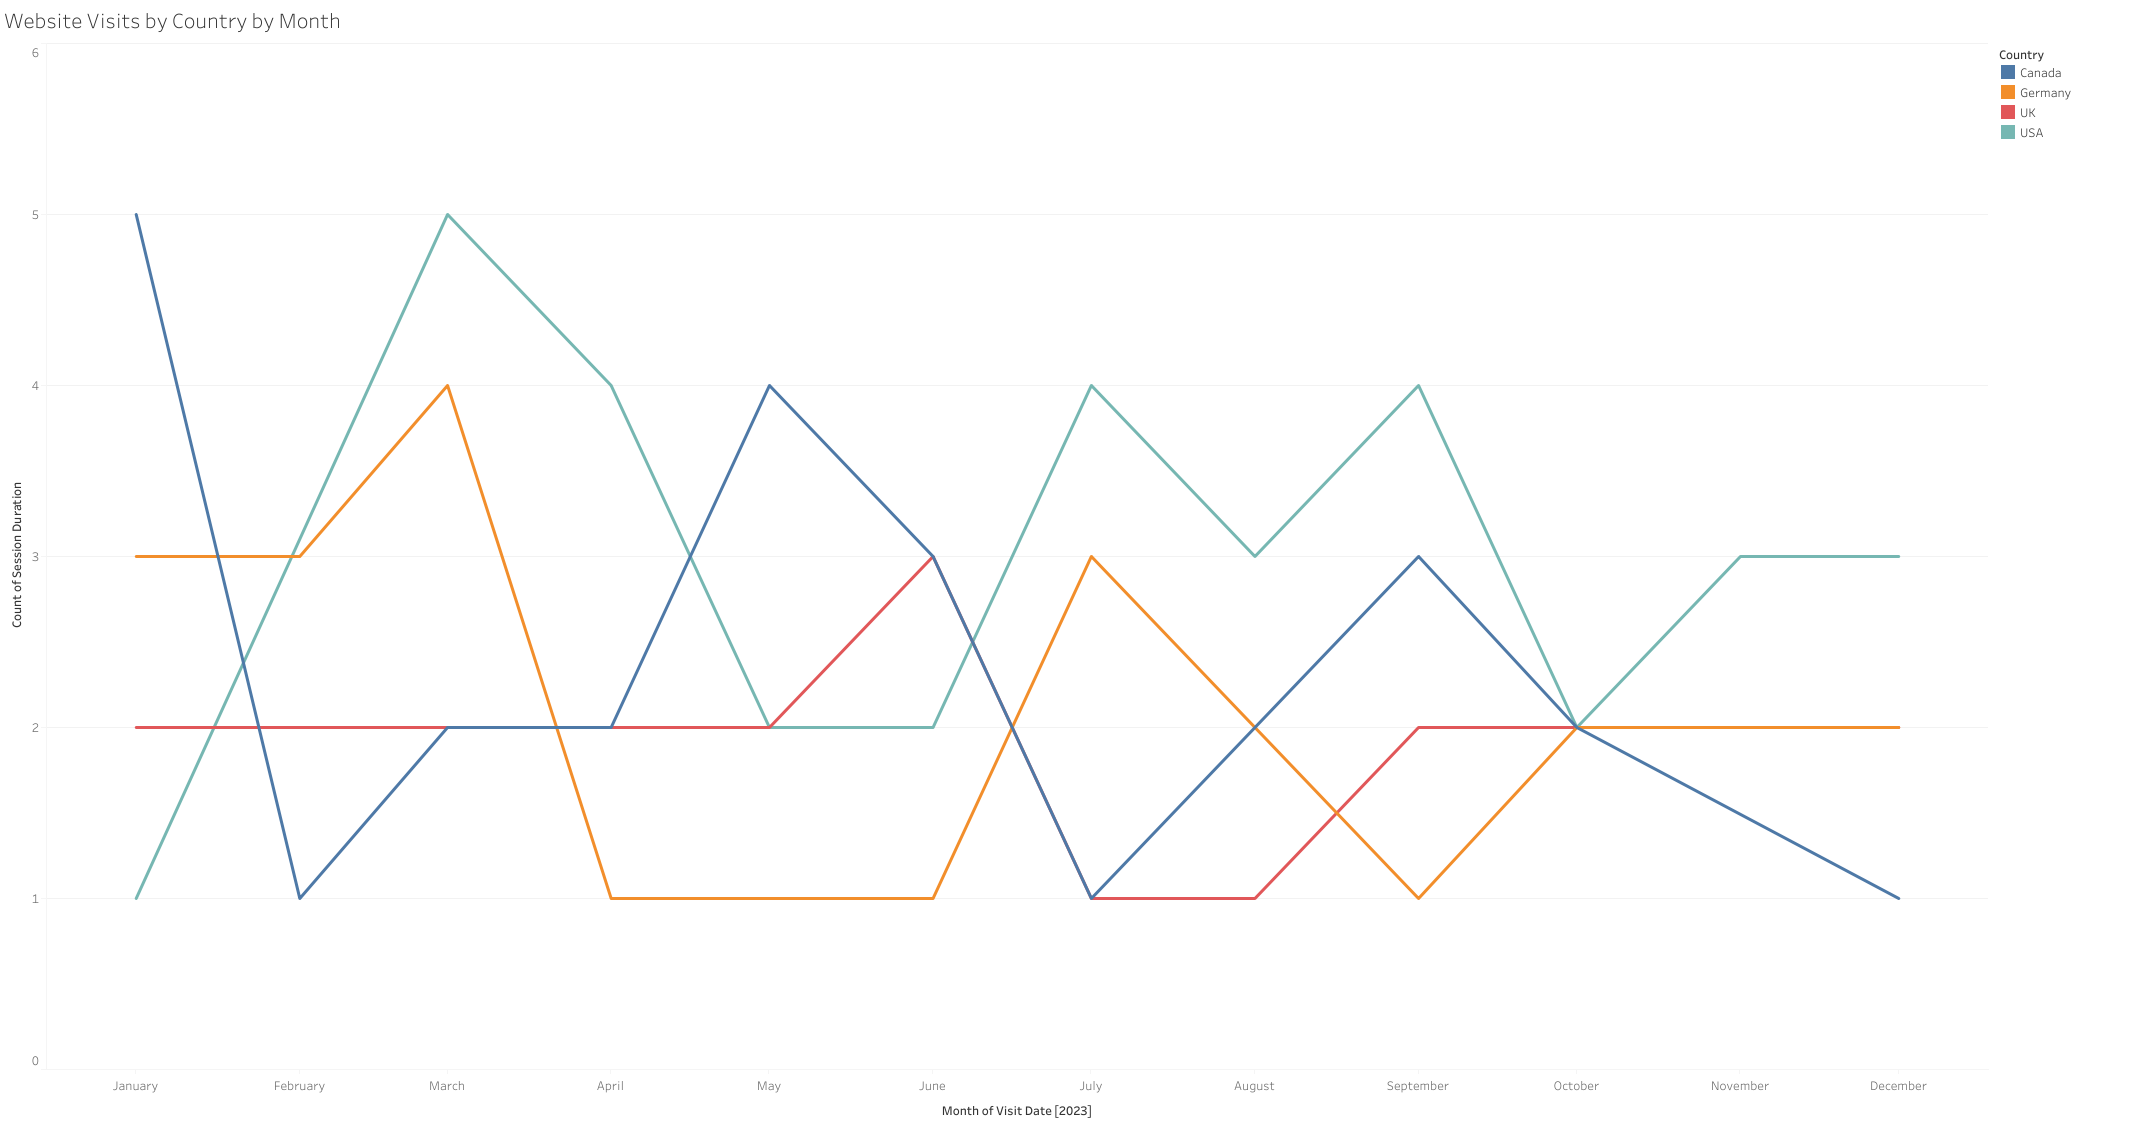 Website Visits by Country by Month
6
5
4
3
2
1
0
Count of Session Duration
January February March April May June July August September October November December
Month of Visit Date [2023]
Country
Canada
Germany
UK
USA